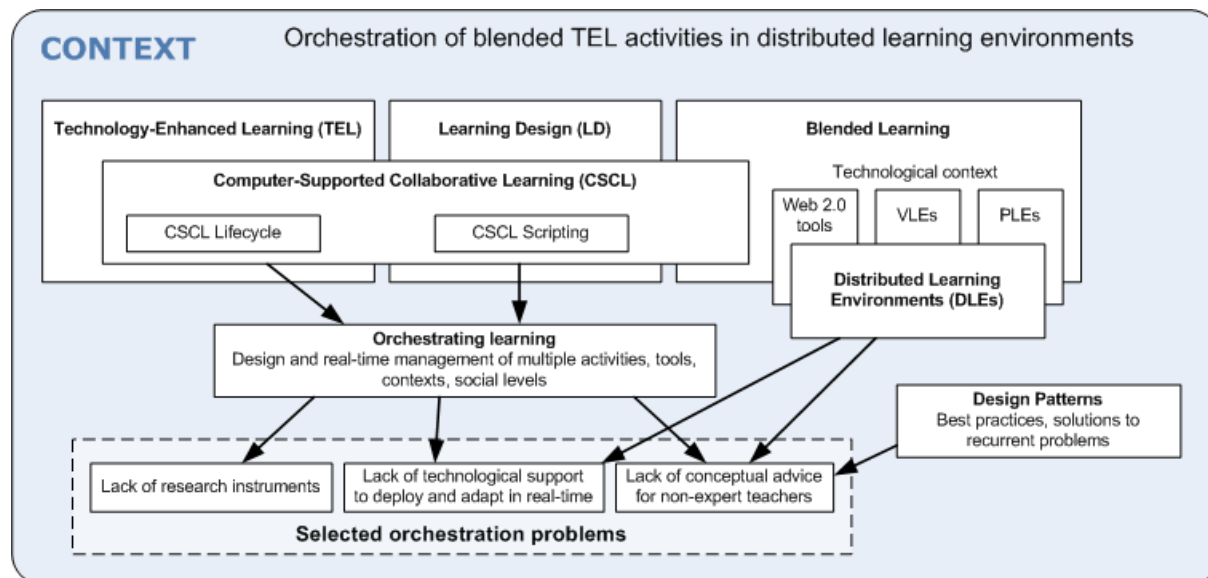 CONTEXT
Orchestration of blended TEL activities in distributed learning environments
Technology-Enhanced Learning (TEL)
Learning Design (LD)
Blended Learning
Computer-Supported Collaborative Learning (CSCL)
Technological context
CSCL Lifecycle
CSCL Scripting
Web 2.0
tools
VLEs
PLEs
Distributed Learning
Environments (DLEs)
Orchestrating learning
Design and real-time management of multiple activities, tools,
contexts, social levels
Design Patterns
Best practices, solutions to
recurrent problems
Lack of research instruments
Lack of technological support
to deploy and adapt in real-time
Lack of conceptual advice
for non-expert teachers
Selected orchestration problems